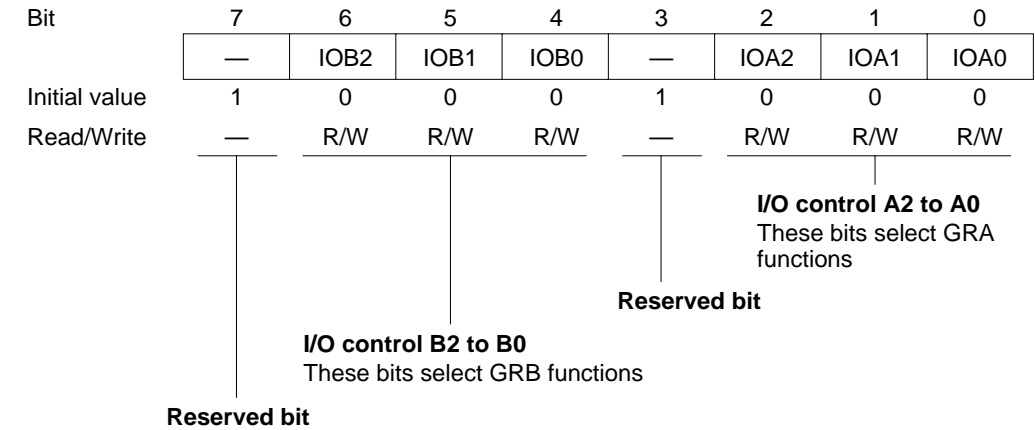 Bit 7 6 5 4 3 2 1 0
— IOB2 IOB1 IOB0 — IOA2 IOA1 IOA0
Initial value 1 0 0 0 1 0 0 0
Read/Write — R/W R/W R/W — R/W R/W R/W
I/O control A2 to A0
These bits select GRA
functions
Reserved bit
I/O control B2 to B0
These bits select GRB functions
Reserved bit